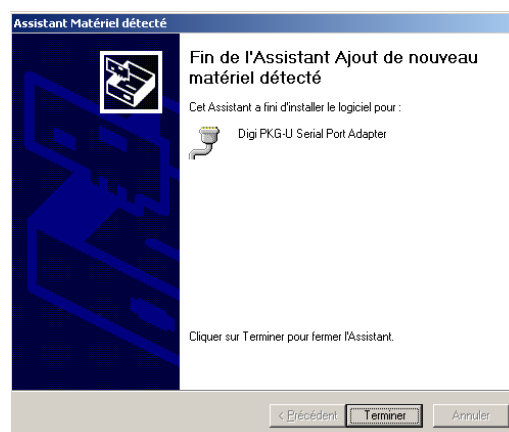 Assistant Matériel détecté
Fin de l'Assistant Ajout de nouveau
matériel détecté
Cet Assistant a fini d'installer le logiciel pour :
Digi PKG-U Serial Port Adapter
Cliquer sur Terminer pour fermer l'Assistant.
< Précédent
Terminer
Annuler